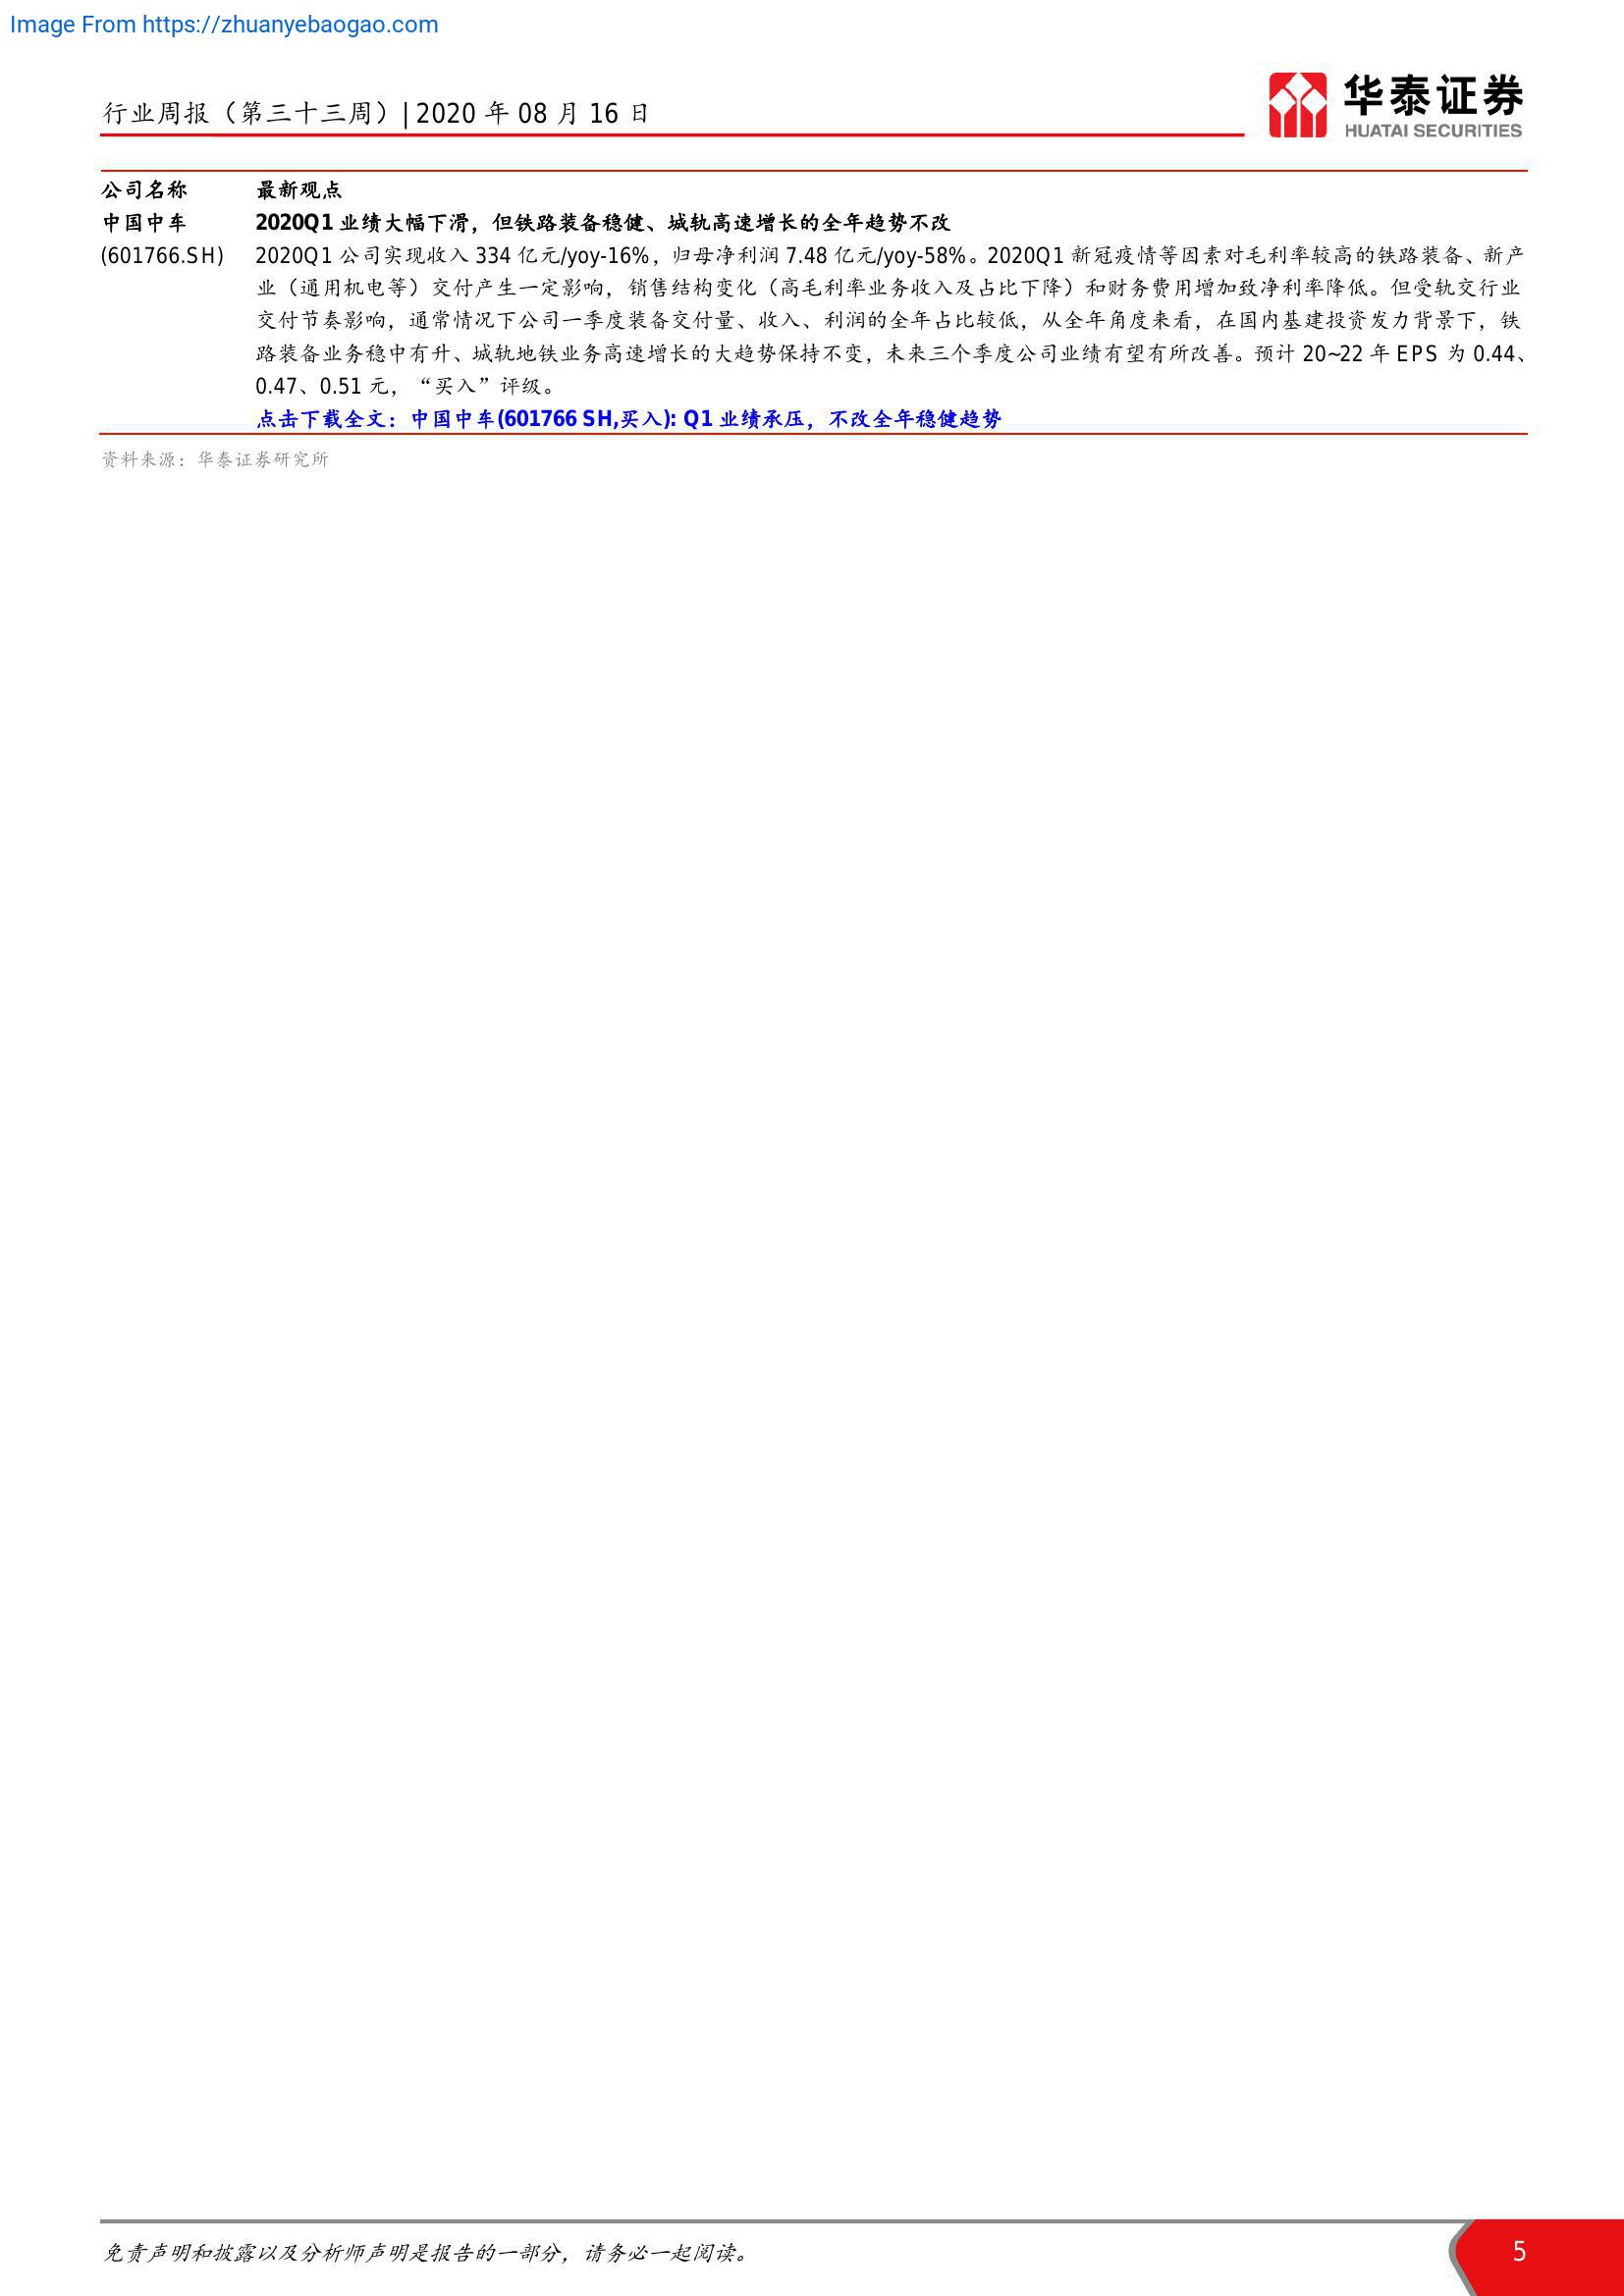 Image From https://zhuanyebaogao.com
行业周报（第三十三周）| 2020 年 08 月 16 日
华泰证券
HUATAI SECURITIES
公司名称 最新观点
中国中车 2020Q1 业绩大幅下滑，但铁路装备稳健、城轨高速增长的全年趋势不改
(601766.SH) 2020Q1 公司实现收入 334 亿元/yoy-16%，归母净利润 7.48 亿元/yoy-58%。2020Q1 新冠疫情等因素对毛利率较高的铁路装备、新产
业（通用机电等）交付产生一定影响，销售结构变化（高毛利率业务收入及占比下降）和财务费用增加致净利率降低。但受轨交行业
交付节奏影响，通常情况下公司一季度装备交付量、收入、利润的全年占比较低，从全年角度来看，在国内基建投资发力背景下，铁
路装备业务稳中有升、城轨地铁业务高速增长的大趋势保持不变，未来三个季度公司业绩有望有所改善。预计 20~22 年 EPS 为 0.44、
0.47、0.51 元，“买入”评级。
点击下载全文：中国中车(601766 SH,买入): Q1 业绩承压，不改全年稳健趋势
资料来源：华泰证券研究所
免责声明和披露以及分析师声明是报告的一部分，请务必一起阅读。
5